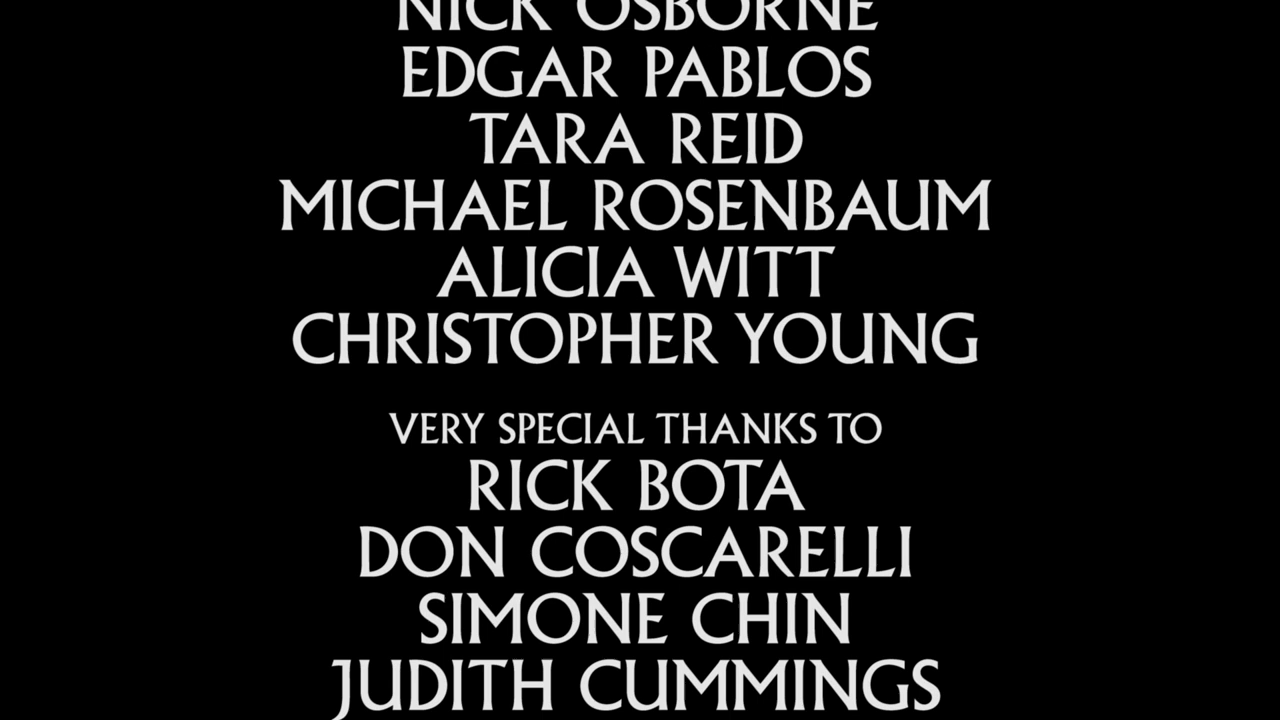 NICK OSBORNE
EDGAR PABLOS
TARA REID
MICHAEL ROSENBAUM
ALICIA WITT
CHRISTOPHER YOUNG
VERY SPECIAL THANKS TO
RICK BOTA
DON COSCARELLI
SIMONE CHIN
JUDITH CUMMINGS